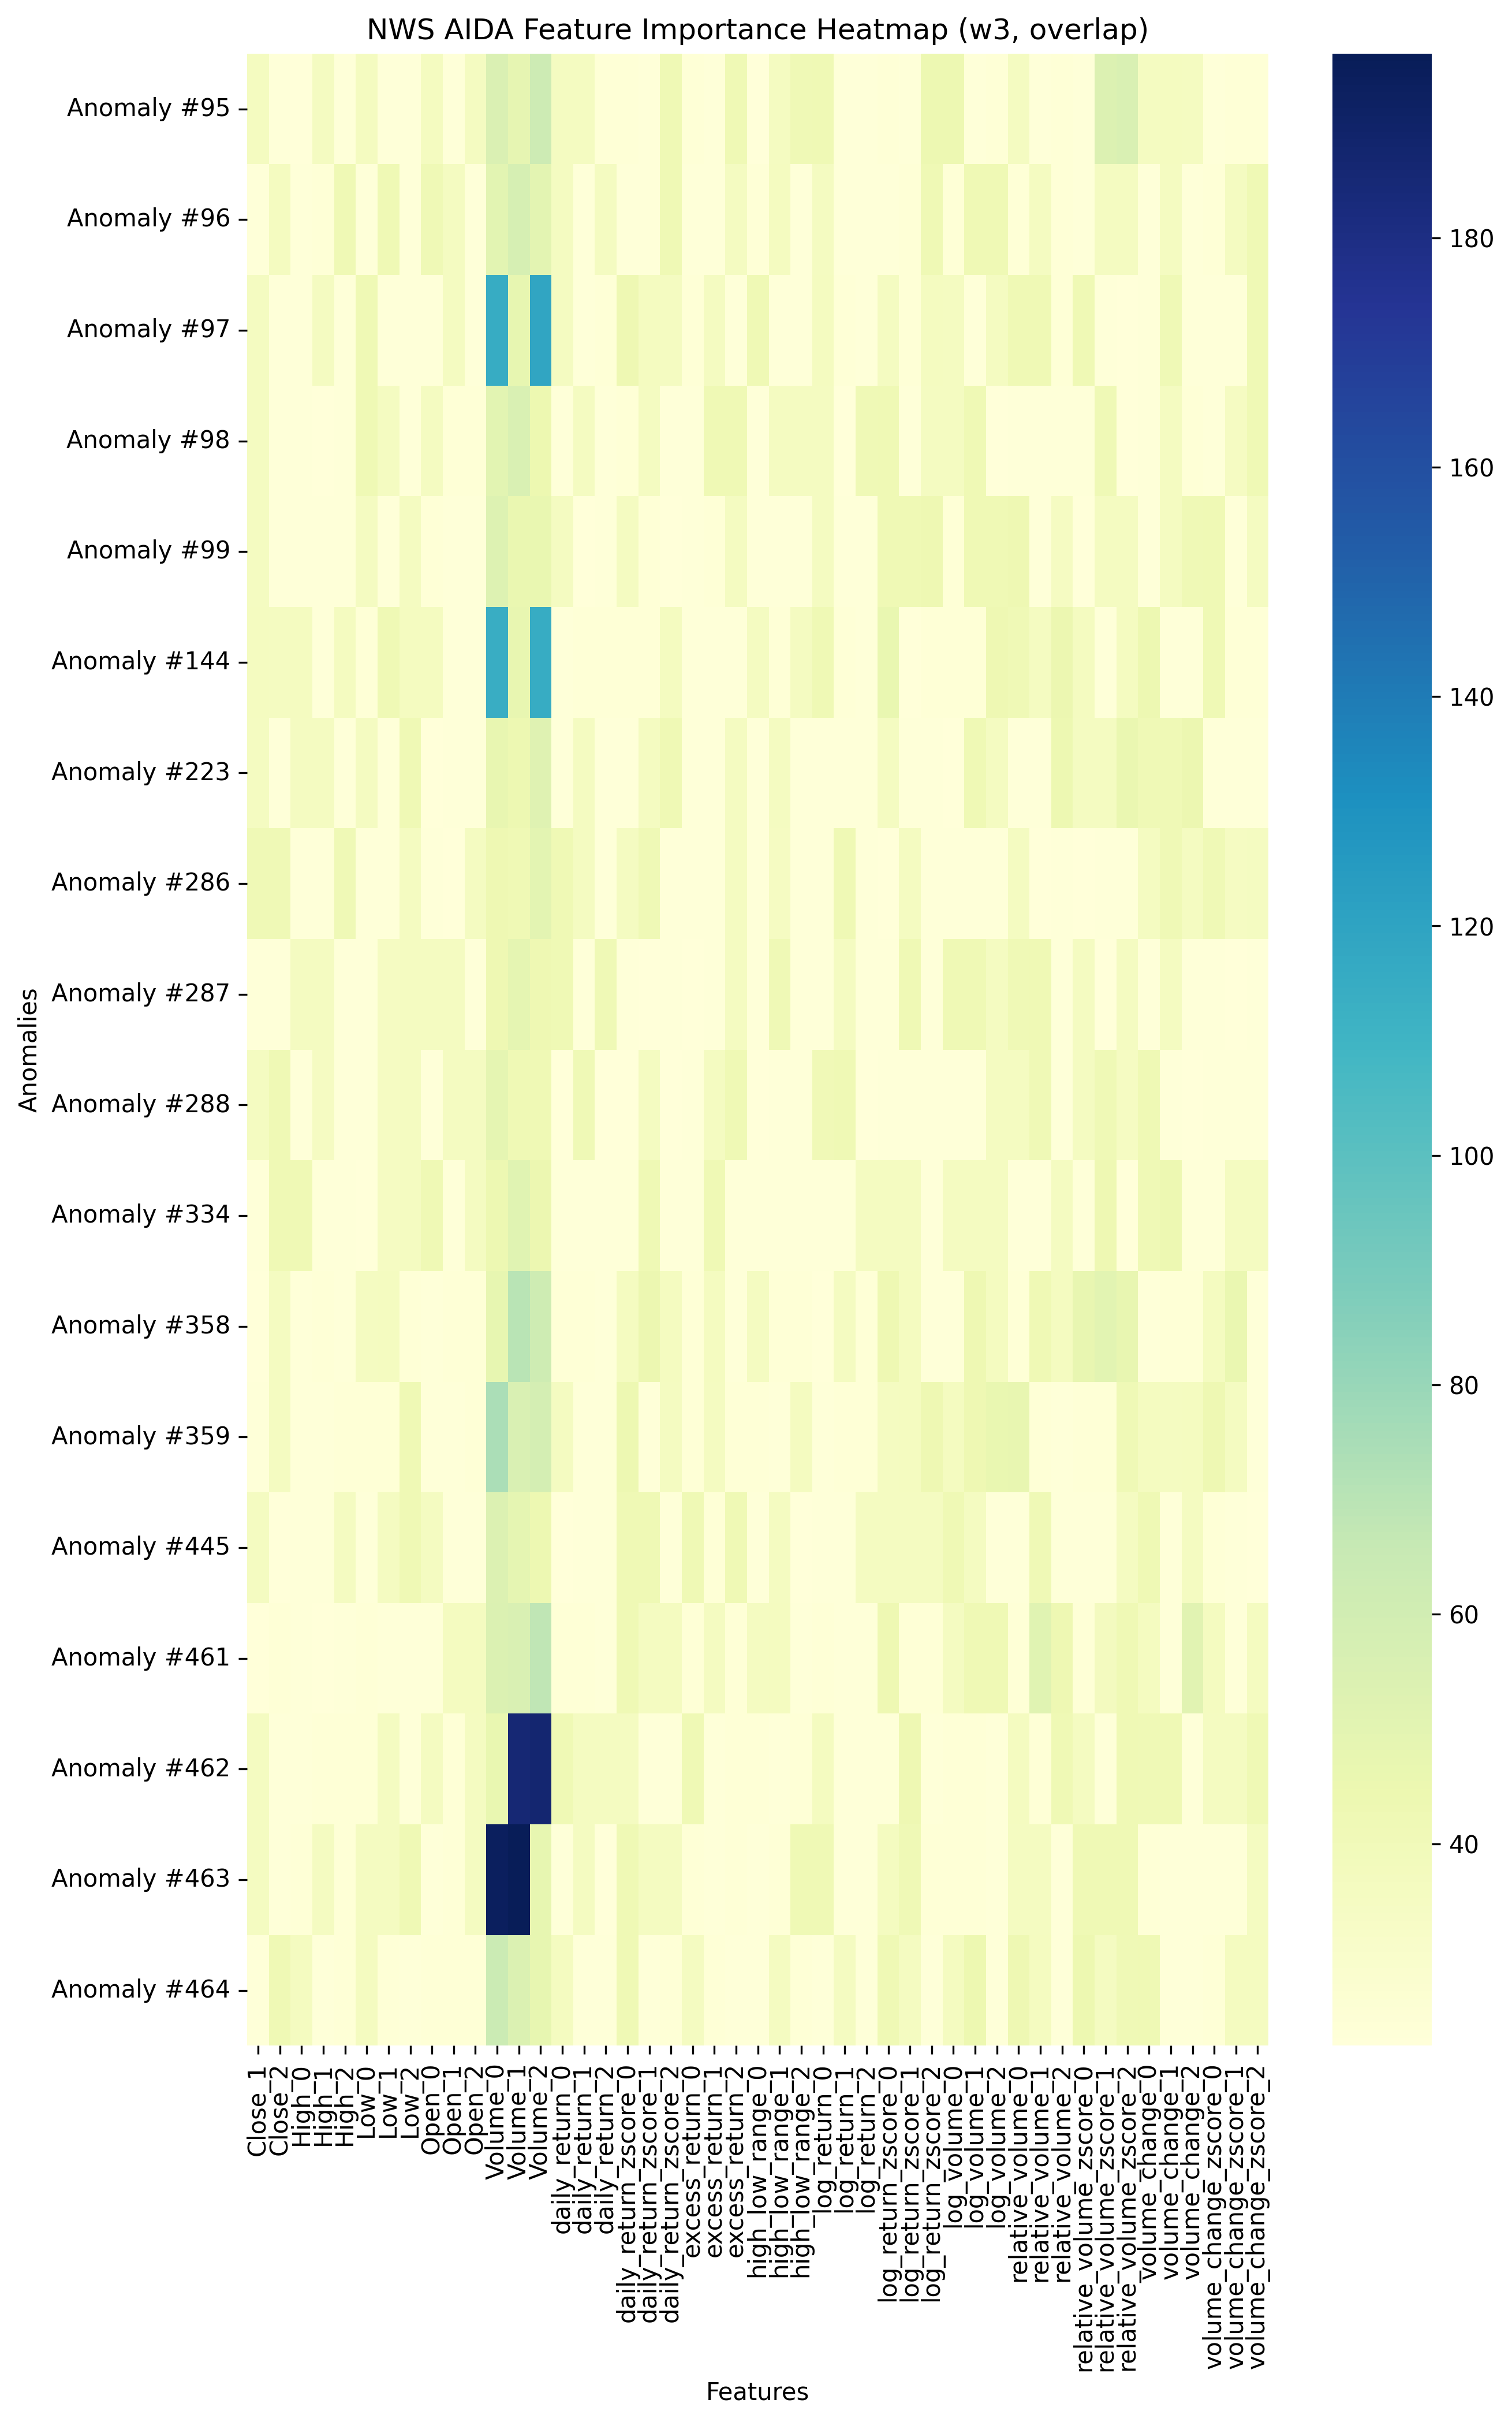 NWS AIDA Feature Importance Heatmap (w3, overlap)
Anomalies
Anomaly #95
Anomaly #96
Anomaly #97
Anomaly #98
Anomaly #99
Anomaly #144
Anomaly #223
Anomaly #286
Anomaly #287
Anomaly #288
Anomaly #334
Anomaly #358
Anomaly #359
Anomaly #445
Anomaly #461
Anomaly #462
Anomaly #463
Anomaly #464
180
160
140
120
100
80
60
40
Close_1
Close_2
High_0
High_1
High_2
Low_0
Low_1
Low_2
Open_0
Open_1
Open_2
Volume_0
Volume_1
Volume_2
daily_return_0
daily_return_1
daily_return_2
daily_return_zscore_0
daily_return_zscore_1
daily_return_zscore_2
excess_return_0
excess_return_1
excess_return_2
high_low_range_0
high_low_range_1
high_low_range_2
log_return_0
log_return_1
log_return_2
log_return_zscore_0
log_return_zscore_1
log_return_zscore_2
log_volume_0
log_volume_1
log_volume_2
relative_volume_0
relative_volume_1
relative_volume_2
relative_volume_zscore_0
relative_volume_zscore_1
relative_volume_zscore_2
volume_change_0
volume_change_1
volume_change_2
volume_change_zscore_0
volume_change_zscore_1
volume_change_zscore_2
Features